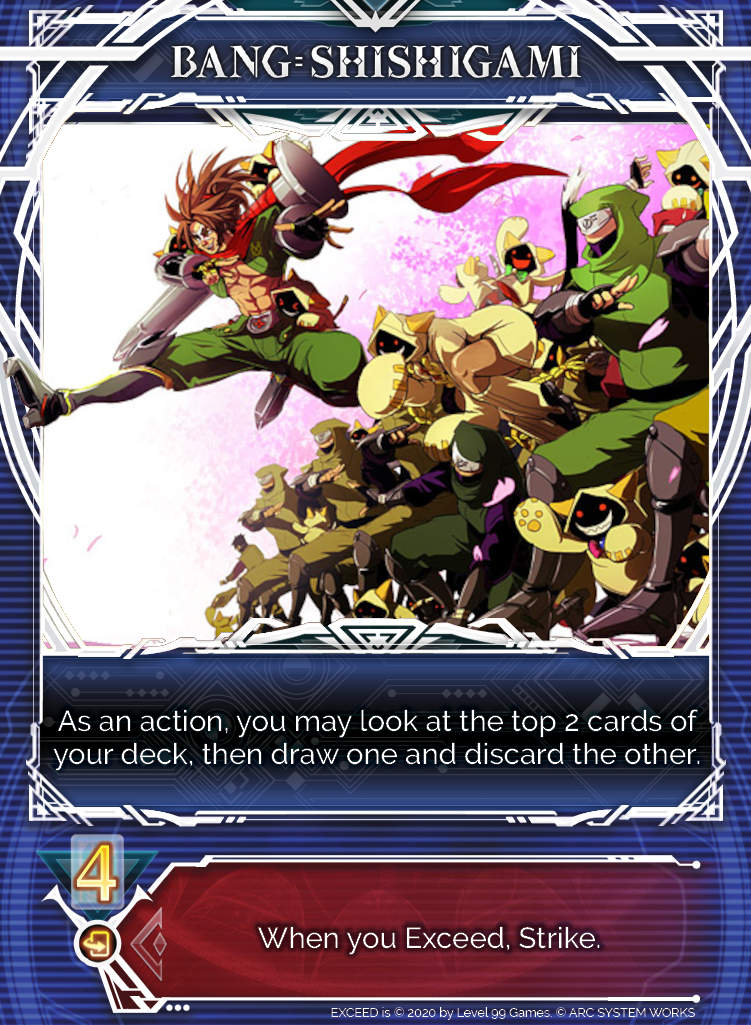 BANG=SHISHIGAMI
As an action, you may look at the top 2 cards of
your deck, then draw one and discard the other.
4
When you Exceed, Strike.
EXCEED is © 2020 by Level 99 Games. © ARC SYSTEM WORKS